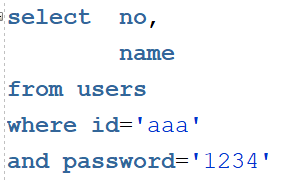 select  no,
        name
from users
where id='aaa'
and password='1234'